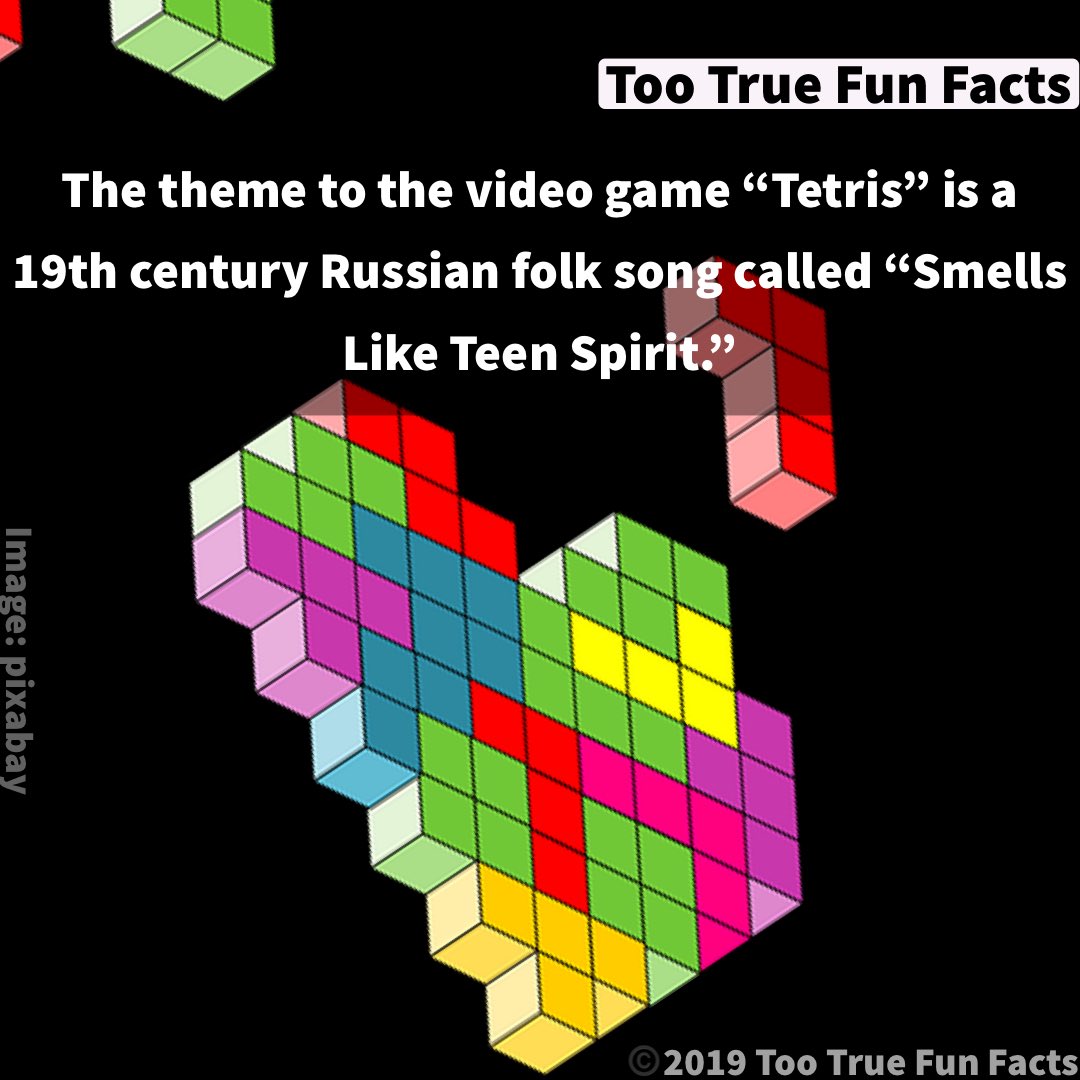 Too True Fun Facts
The theme to the video game “Tetris” is a
19th century Russian folk song called “Smells
Like Teen Spirit.”
Image: pixabay
©2019 Too True Fun Facts